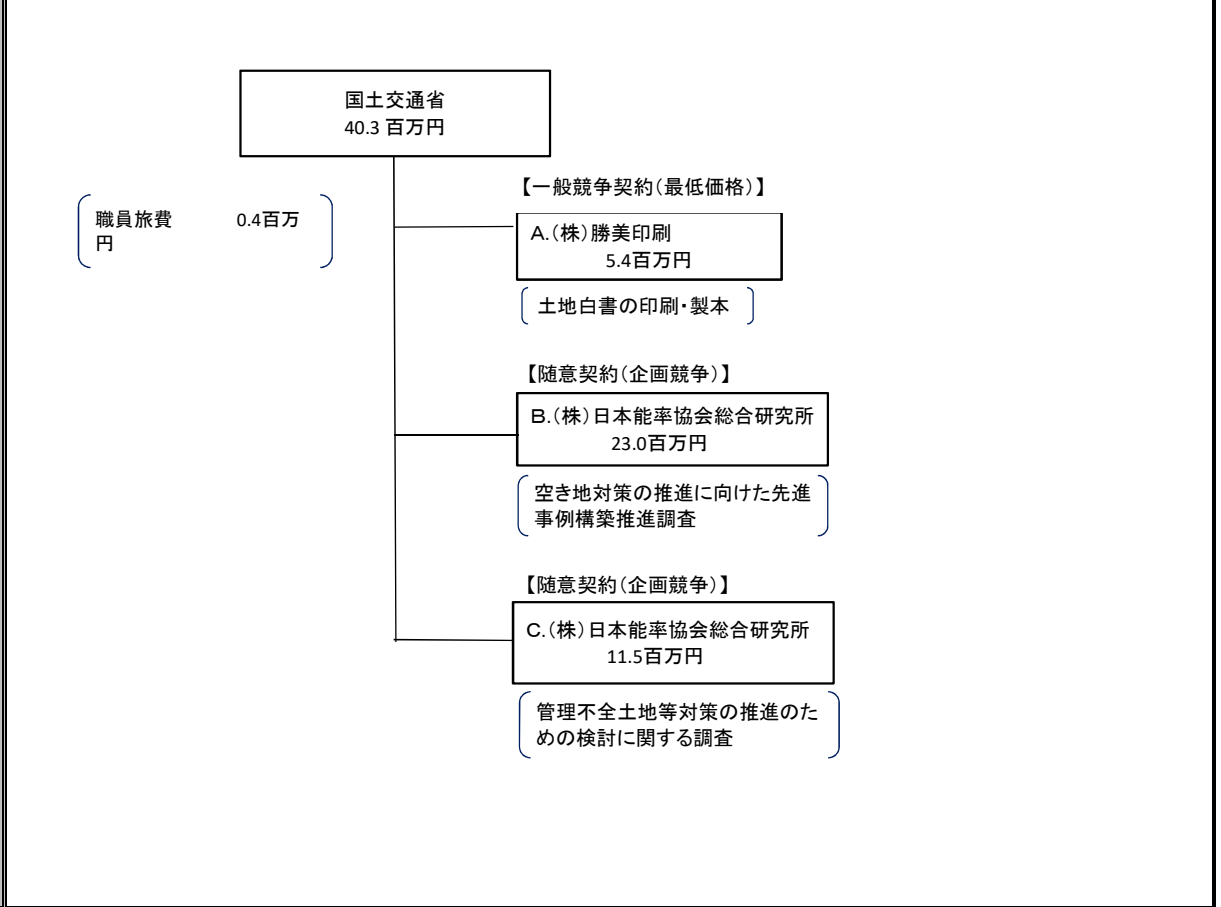 国土交通省
40.3 百万円
職員旅費 0.4百万
円
【一般競争契約(最低価格)】
A.(株)勝美印刷
5.4百万円
土地白書の印刷・製本
【随意契約(企画競争)】
B.(株)日本能率協会総合研究所
23.0百万円
空き地対策の推進に向けた先進
事例構築推進調査
【随意契約(企画競争)】
C.(株)日本能率協会総合研究所
11.5百万円
管理不全土地等対策の推進のた
めの検討に関する調査